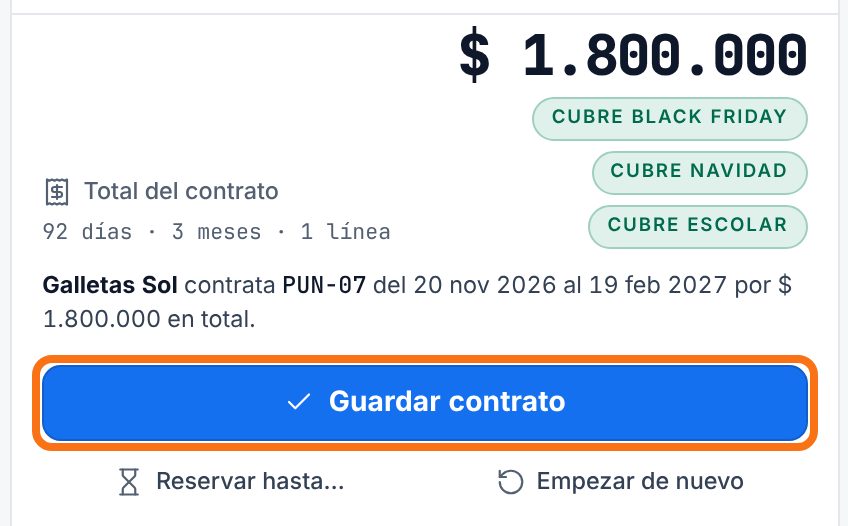 $ 1.800.000
CUBRE BLACK FRIDAY
CUBRE NAVIDAD
CUBRE ESCOLAR
Total del contrato
92 días · 3 meses · 1 línea
Galletas Sol contrata PUN-07 del 20 nov 2026 al 19 feb 2027 por $
1.800.000 en total.
Guardar contrato
Reservar hasta...
Empezar de nuevo